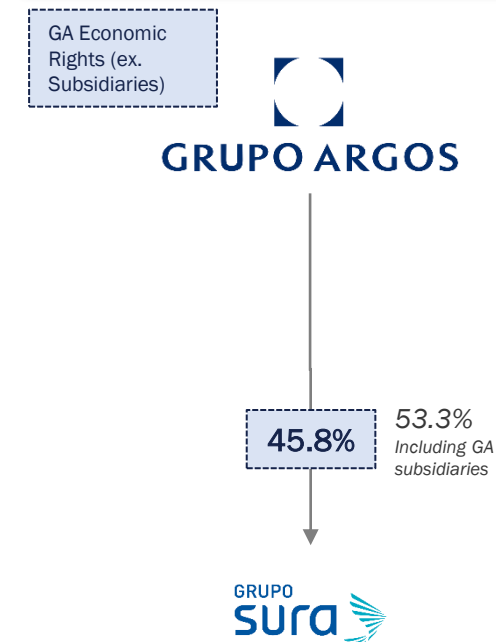 GA Economic
Rights (ex.
Subsidiaries)
GRUPO ARGOS
45.8%
53.3%
Including GA
subsidiaries
GRUPO
sura